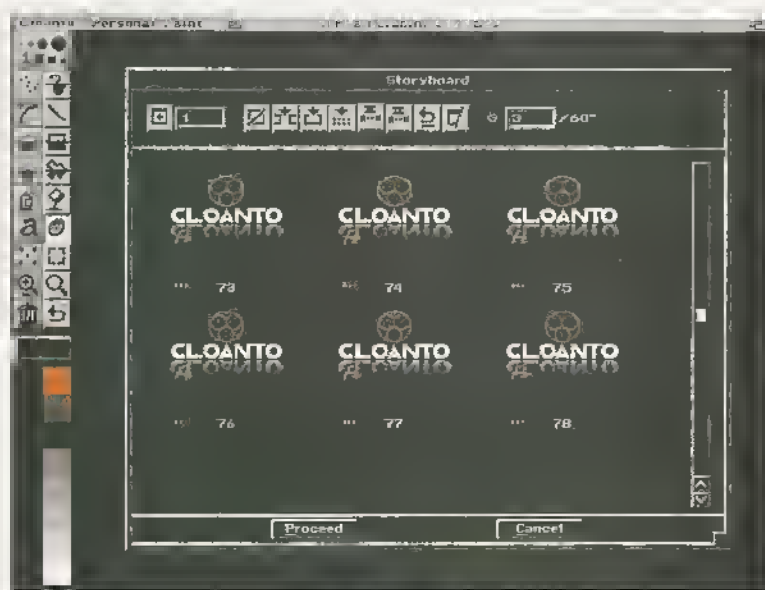 Cloanto Personal Paint
Storyboard
1 3 /60"
CLOANTO CLOANTO CLOANTO
73 74 75
CLOANTO CLOANTO CLOANTO
76 77 78
Proceed Cancel